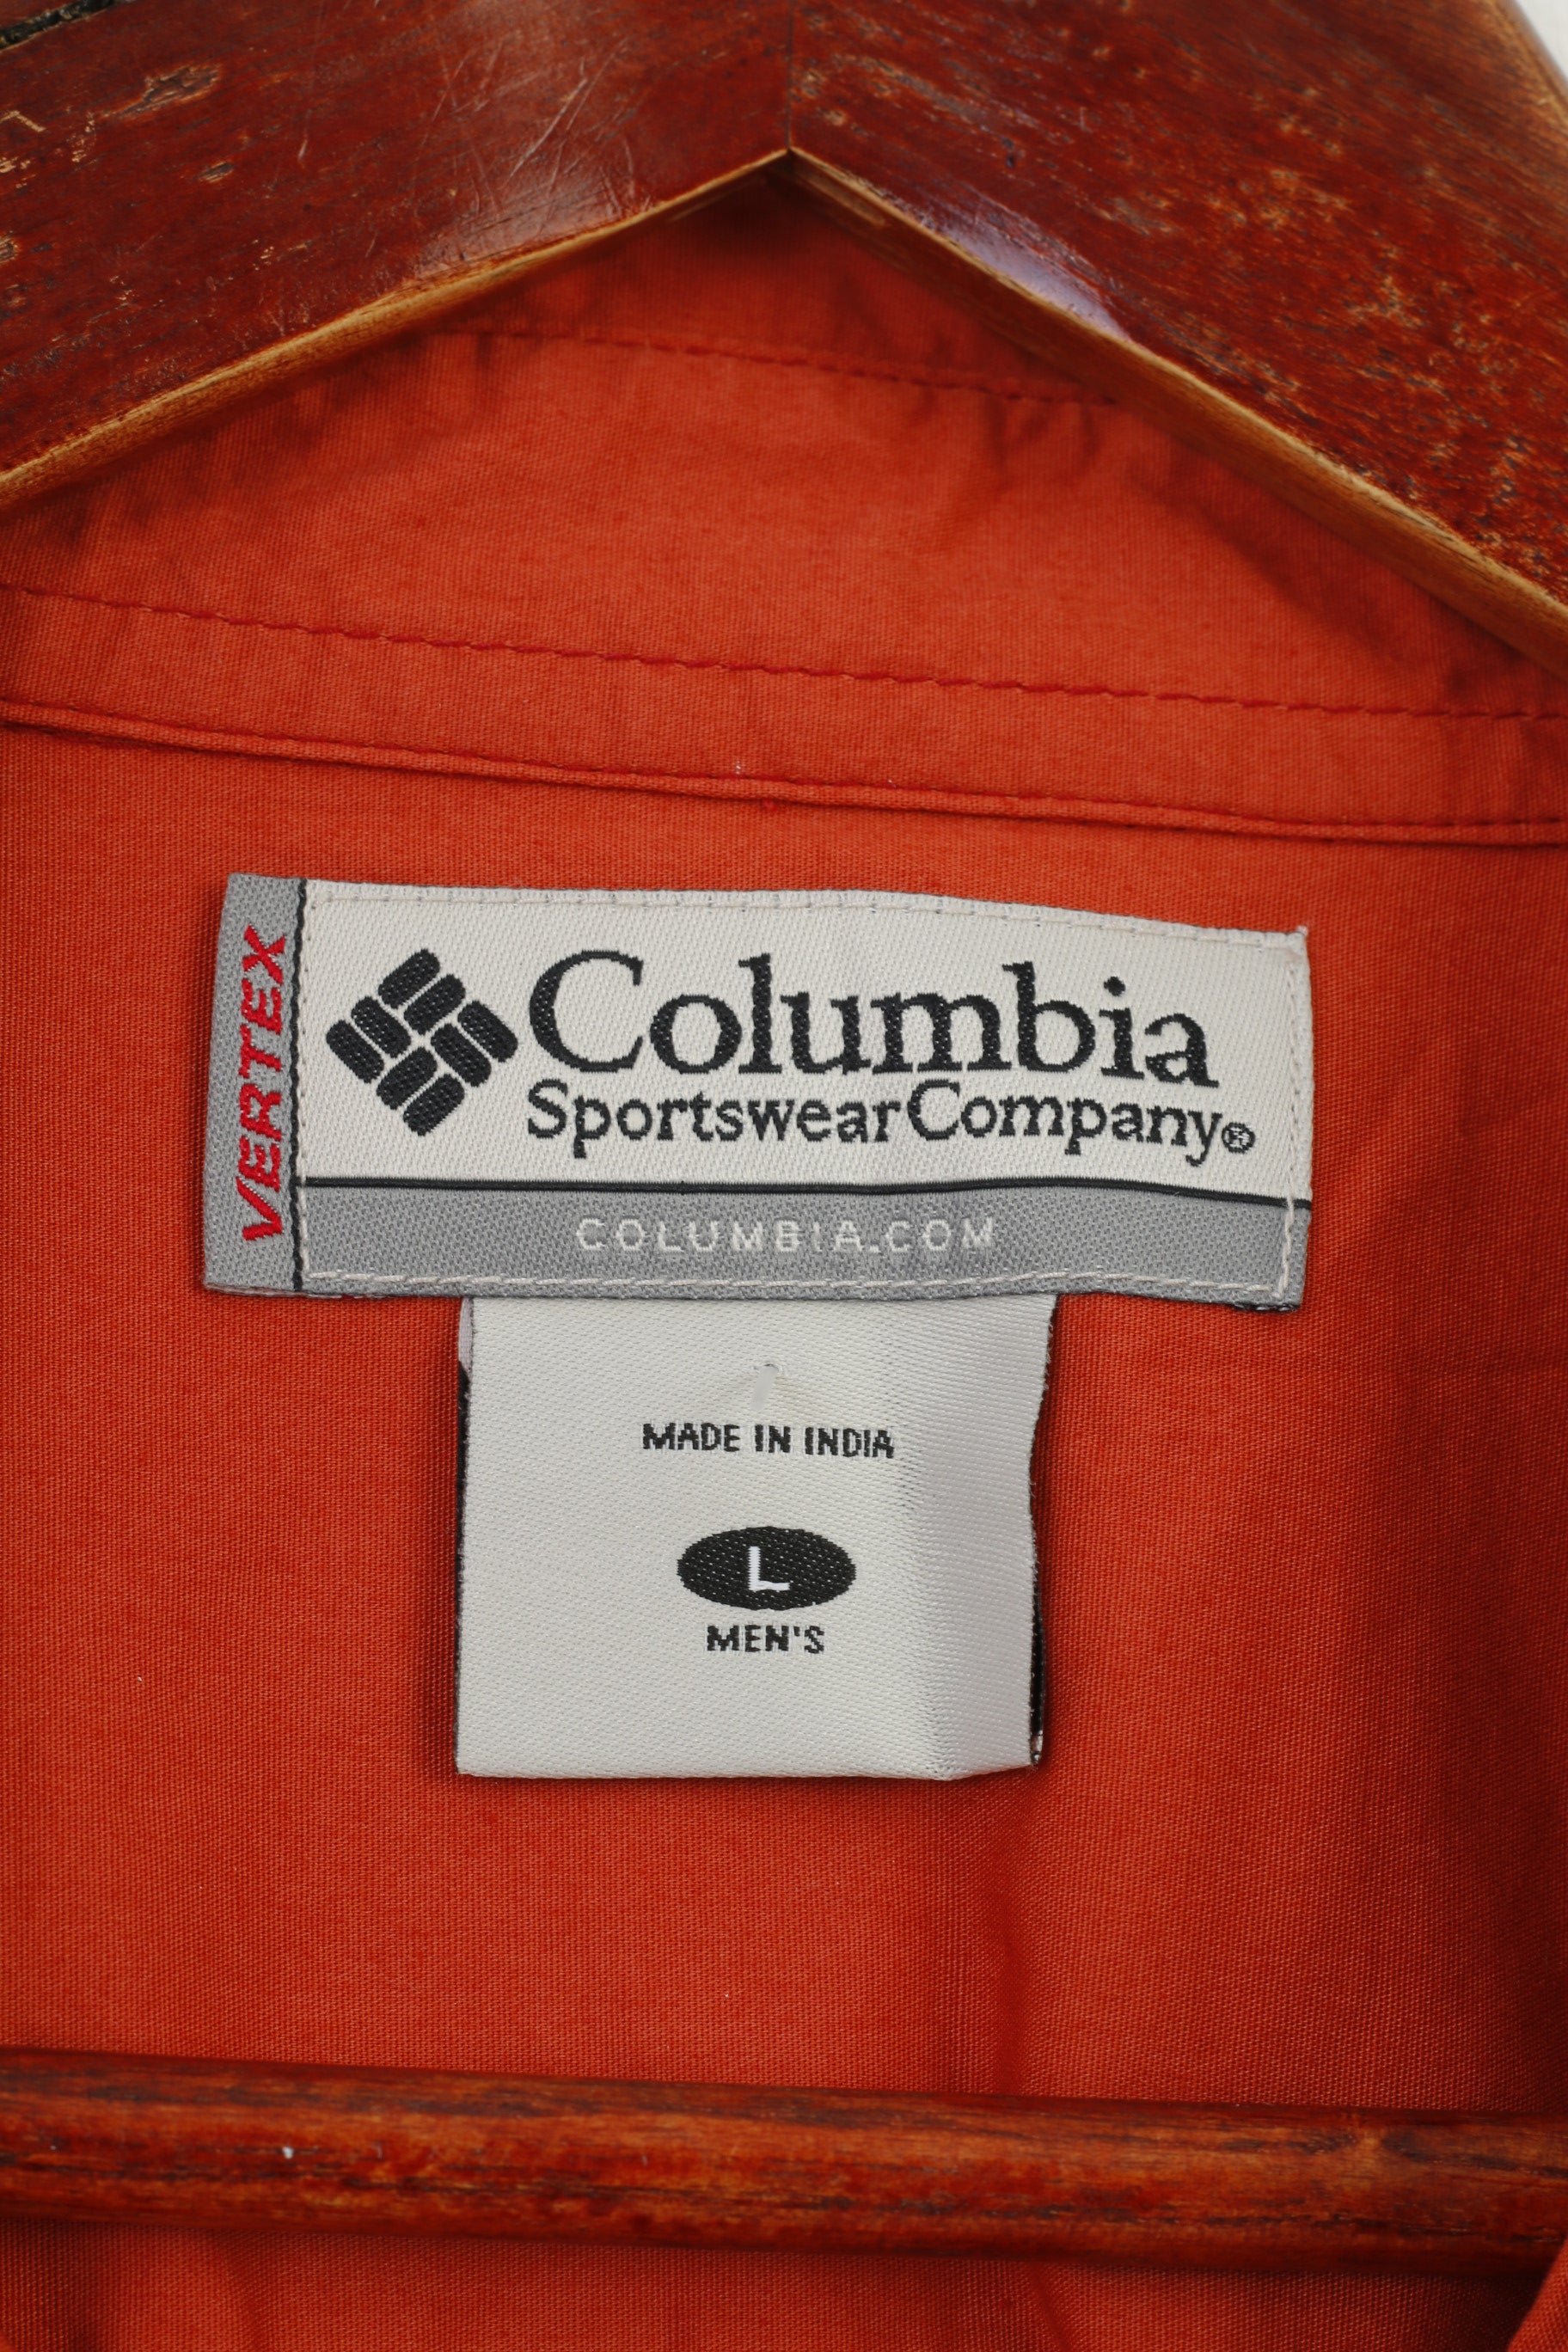 VERTEX
Columbia
Sportswear Company®
COLUMBIA.COM
MADE IN INDIA
L
MEN'S